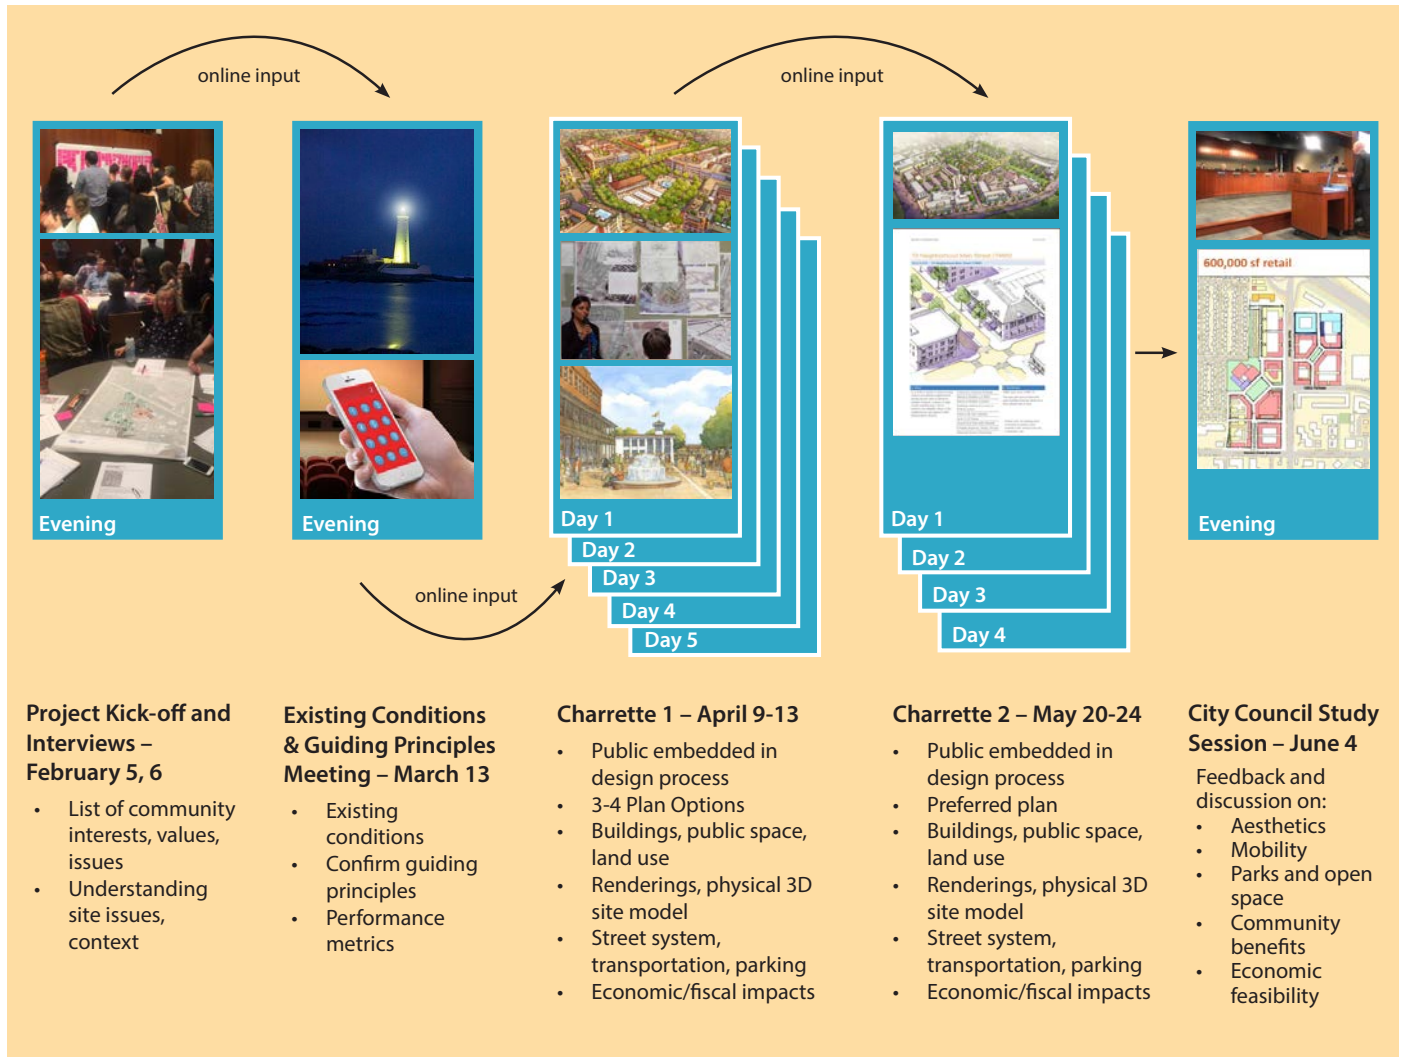 online input
online input
600,000 sf retail
Evening
Evening
Day 1
Day 2
Day 3
Day 4
Day 5
Day 1
Day 2
Day 3
Day 4
Evening
online input
Project Kick-off and
Interviews –
February 5, 6
• List of community
interests, values,
issues
• Understanding
site issues,
context
Existing Conditions
& Guiding Principles
Meeting – March 13
• Existing
conditions
• Confirm guiding
principles
• Performance
metrics
Charrette 1 – April 9-13
• Public embedded in
design process
• 3-4 Plan Options
• Buildings, public space,
land use
• Renderings, physical 3D
site model
• Street system,
transportation, parking
• Economic/fiscal impacts
Charrette 2 – May 20-24
• Public embedded in
design process
• Preferred plan
• Buildings, public space,
land use
• Renderings, physical 3D
site model
• Street system,
transportation, parking
• Economic/fiscal impacts
City Council Study
Session – June 4
Feedback and
discussion on:
• Aesthetics
• Mobility
• Parks and open
space
• Community
benefits
• Economic
feasibility